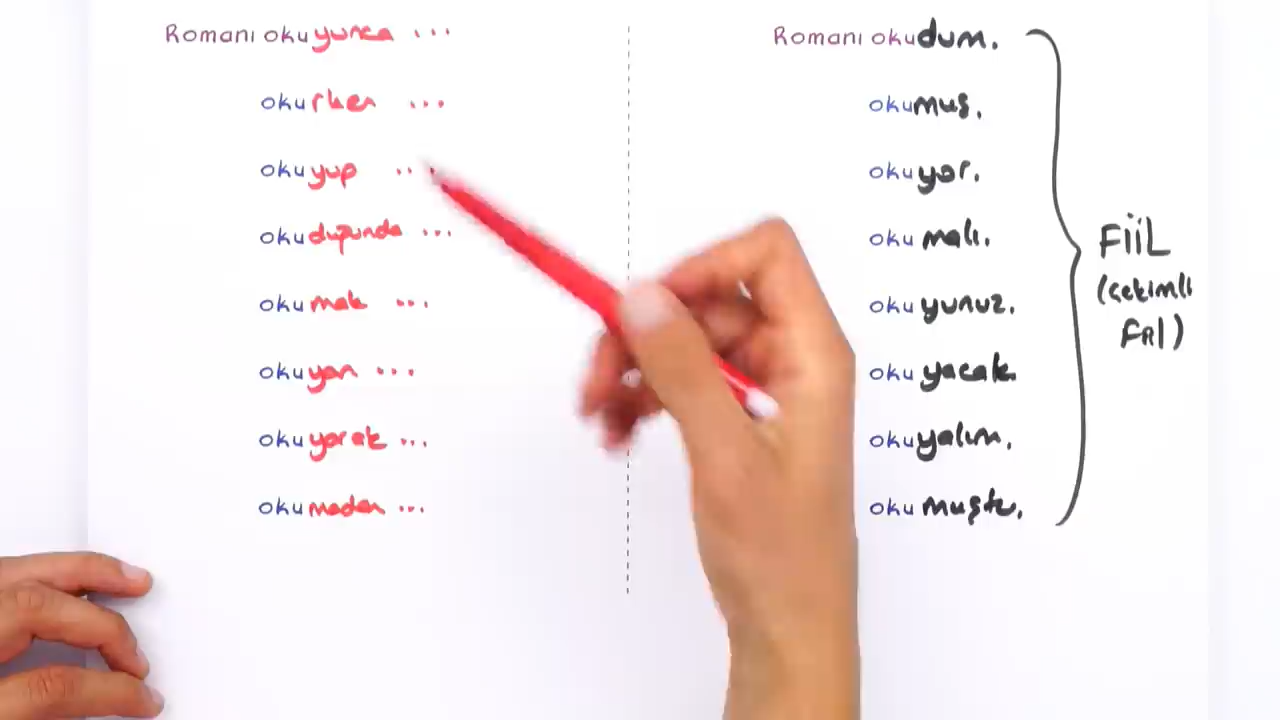 Romanı okuyunca ...
okurken ...
okuyup ...
okuduğunda ...
okumak ...
okuyan ...
okuyarak ...
okumadan ...
Romanı okudum.
okumuş.
okuyor.
okumalı.
okuyunuz.
okuyacak.
okuyalım.
okumuştu.
FiiL
(çekimli
Fiil)